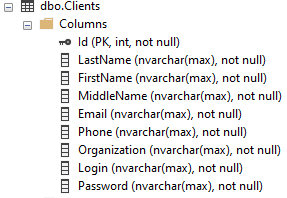 dbo.Clients
Columns
Id (PK, int, not null)
LastName (nvarchar(max), not null)
FirstName (nvarchar(max), not null)
MiddleName (nvarchar(max), not null)
Email (nvarchar(max), not null)
Phone (nvarchar(max), not null)
Organization (nvarchar(max), not null)
Login (nvarchar(max), not null)
Password (nvarchar(max), not null)